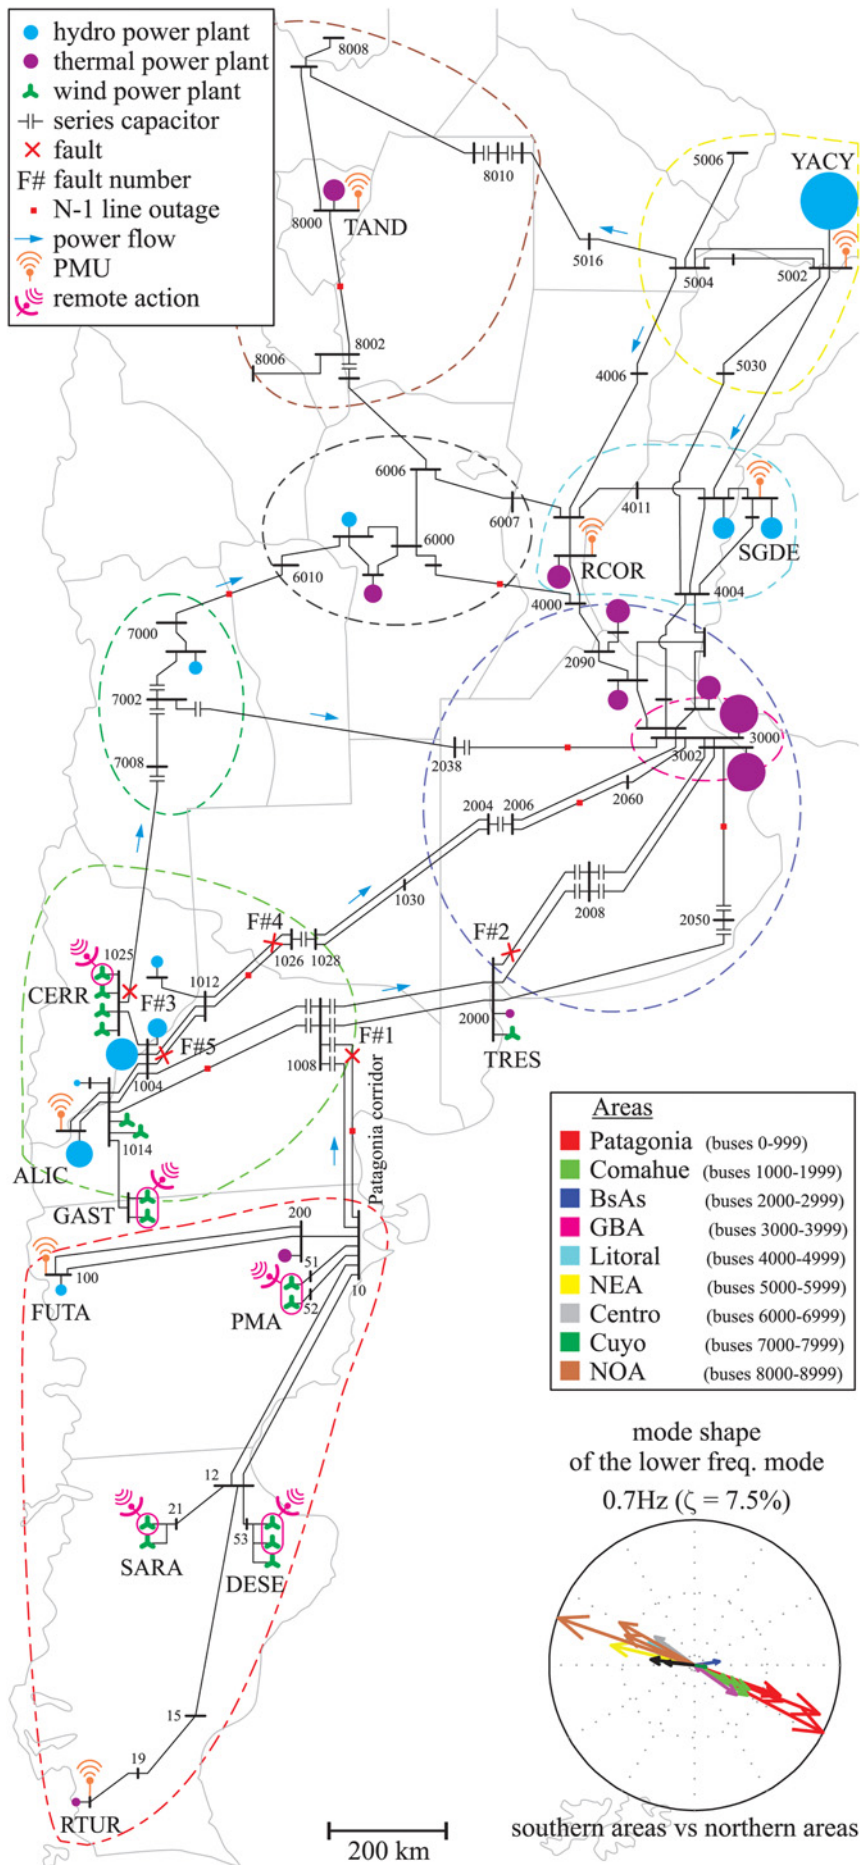 hydro power plant
thermal power plant
wind power plant
series capacitor
fault
F# fault number
N-1 line outage
power flow
PMU
remote action
8008
8010
5006
YACY
8000
TAND
5016
5004
5002
8002
8006
4006
5030
6006
6007
4011
SGDE
6000
RCOR
6010
4000
4004
7000
2090
7002
3000
3002
2038
7008
2060
2004
2006
1030
2008
F#4
F#2
2050
1025
1026
1028
CERR
1012
F#3
F#5
2000
F#1
1004
1008
TRES
1014
Patagonia corridor
ALIC
GAST
200
100
51
10
FUTA
PMA
52
12
21
53
SARA
DESE
15
19
RTUR
200 km
Areas
Patagonia (buses 0-999)
Comahue (buses 1000-1999)
BsAs (buses 2000-2999)
GBA (buses 3000-3999)
Litoral (buses 4000-4999)
NEA (buses 5000-5999)
Centro (buses 6000-6999)
Cuyo (buses 7000-7999)
NOA (buses 8000-8999)
mode shape
of the lower freq. mode
0.7Hz (ζ = 7.5%)
southern areas vs northern areas